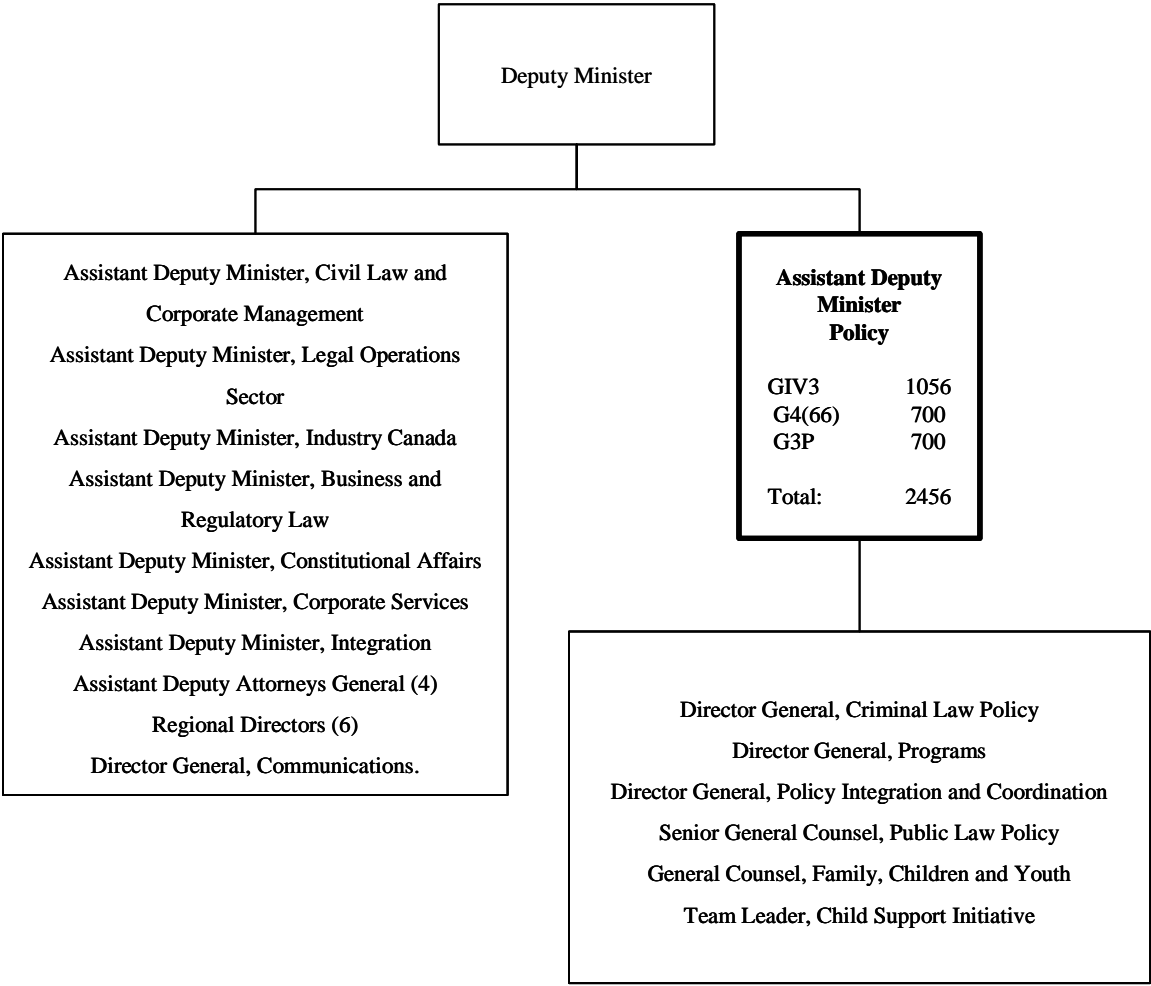 Deputy Minister
Assistant Deputy Minister, Civil Law and
Corporate Management
Assistant Deputy Minister, Legal Operations
Sector
Assistant Deputy Minister, Industry Canada
Assistant Deputy Minister, Business and
Regulatory Law
Assistant Deputy Minister, Constitutional Affairs
Assistant Deputy Minister, Corporate Services
Assistant Deputy Minister, Integration
Assistant Deputy Attorneys General (4)
Regional Directors (6)
Director General, Communications.
Assistant Deputy
Minister
Policy
GIV3 1056
G4(66) 700
G3P 700
Total: 2456
Director General, Criminal Law Policy
Director General, Programs
Director General, Policy Integration and Coordination
Senior General Counsel, Public Law Policy
General Counsel, Family, Children and Youth
Team Leader, Child Support Initiative